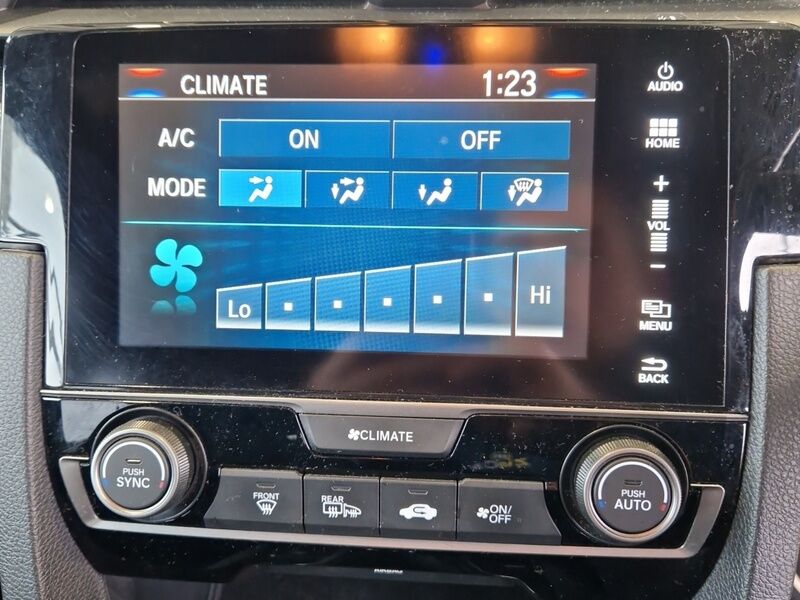 CLIMATE 1:23
A/C ON OFF
MODE
Lo Hi
AUDIO
HOME
+
VOL
−
MENU
BACK
CLIMATE
PUSH
SYNC
FRONT
REAR
ON/
OFF
PUSH
AUTO